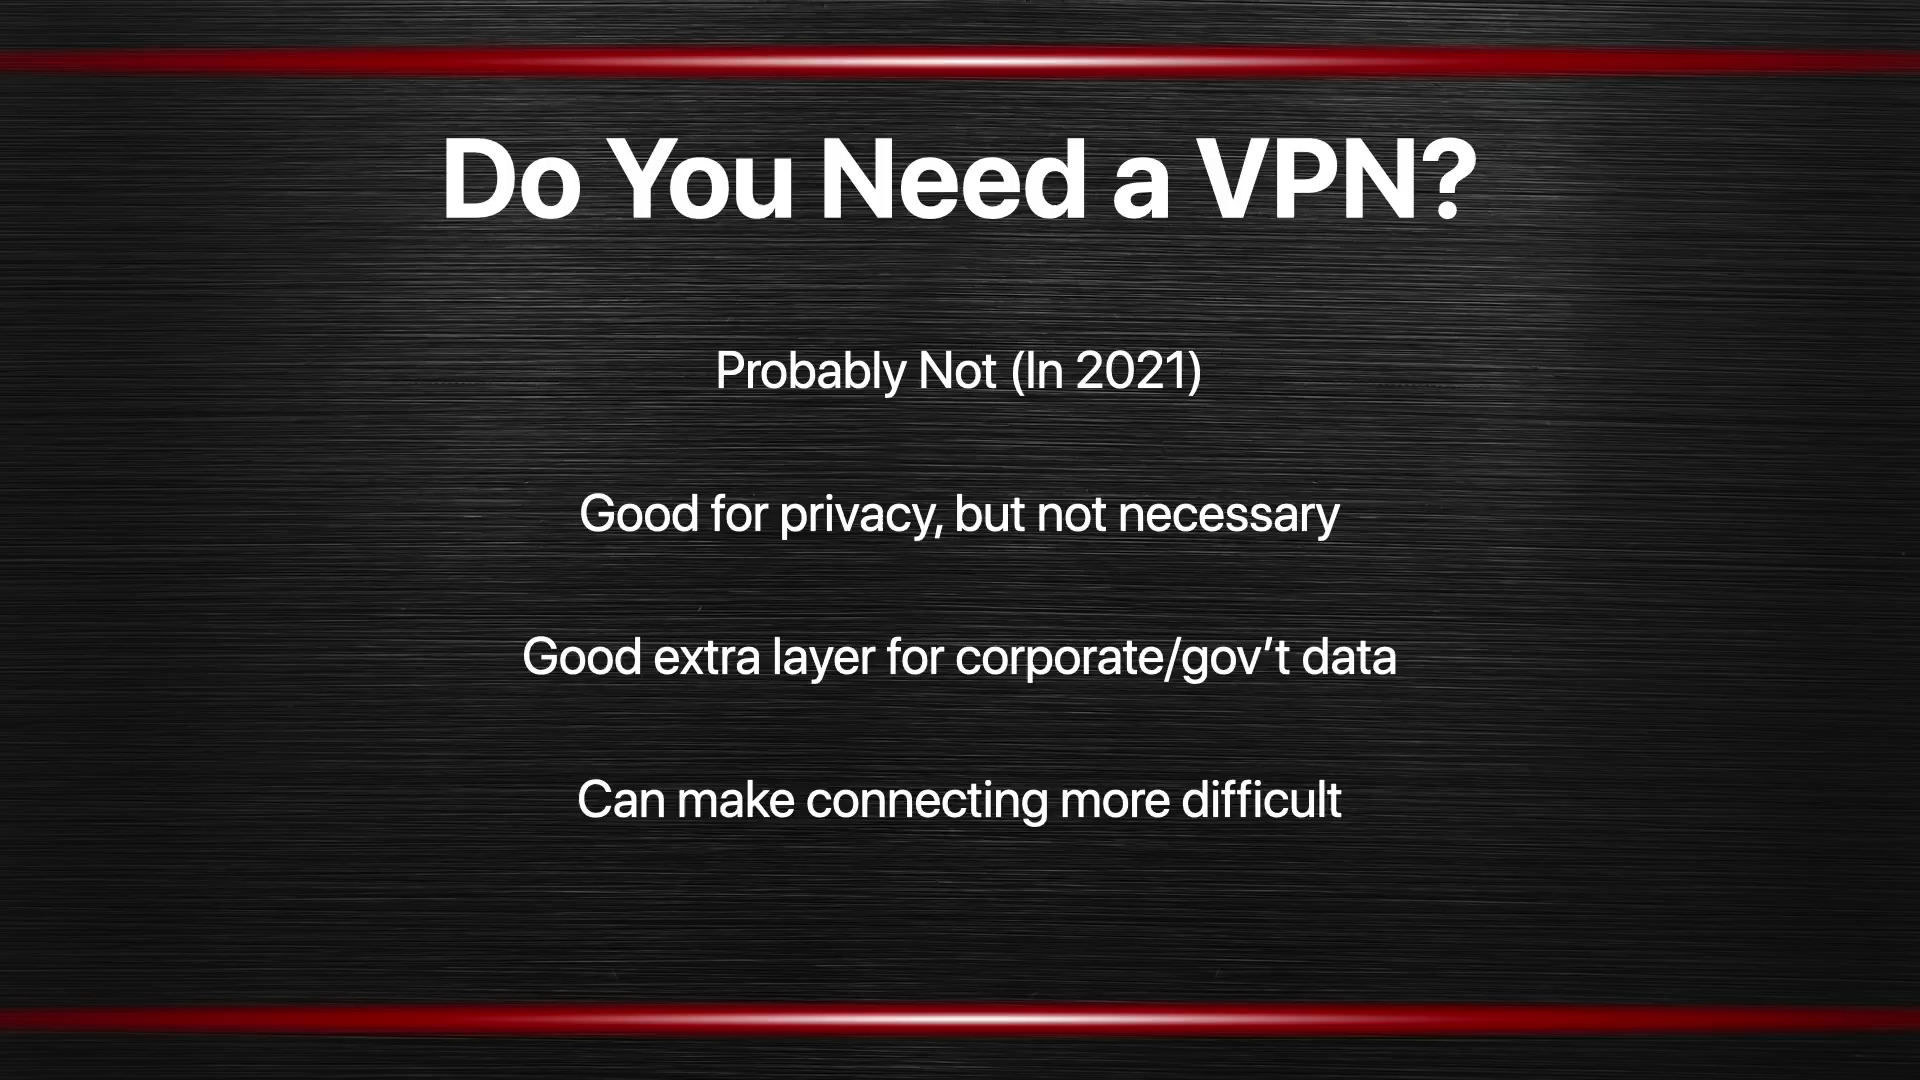 Do You Need a VPN?
Probably Not (In 2021)
Good for privacy, but not necessary
Good extra layer for corporate/gov’t data
Can make connecting more difficult